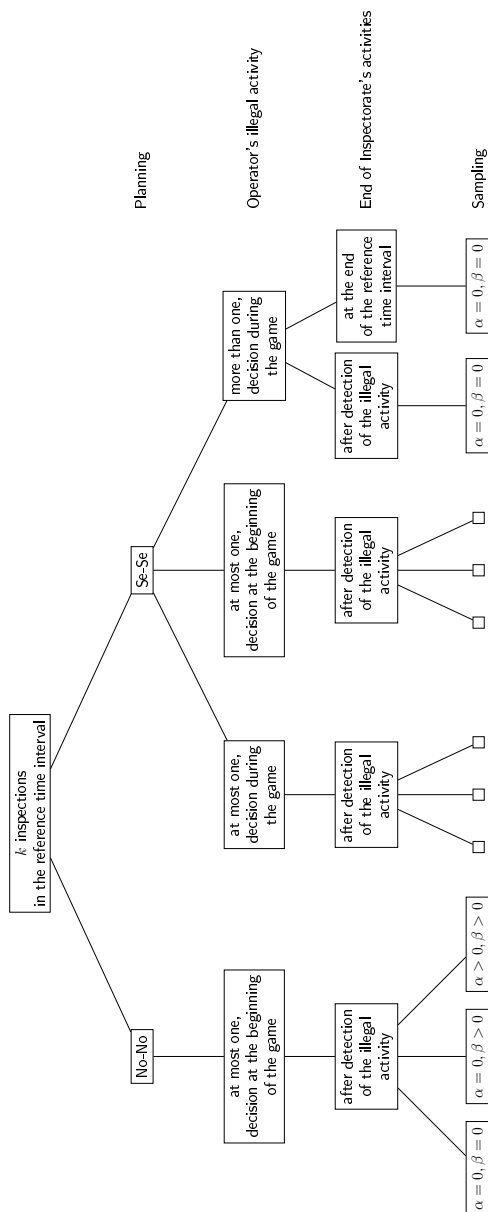 k inspections
in the reference time interval
Planning
No-No
Se-Se
Operator's illegal activity
at most one,
decision at the beginning
of the game
at most one,
decision during
the game
at most one,
decision at the beginning
of the game
more than one,
decision during
the game
End of Inspectorate's activities
after detection
of the illegal
activity
after detection
of the illegal
activity
after detection
of the illegal
activity
after detection
of the illegal
activity
at the end
of the reference
time interval
Sampling
α = 0, β = 0
α = 0, β > 0
α > 0, β > 0
α = 0, β = 0
α = 0, β = 0